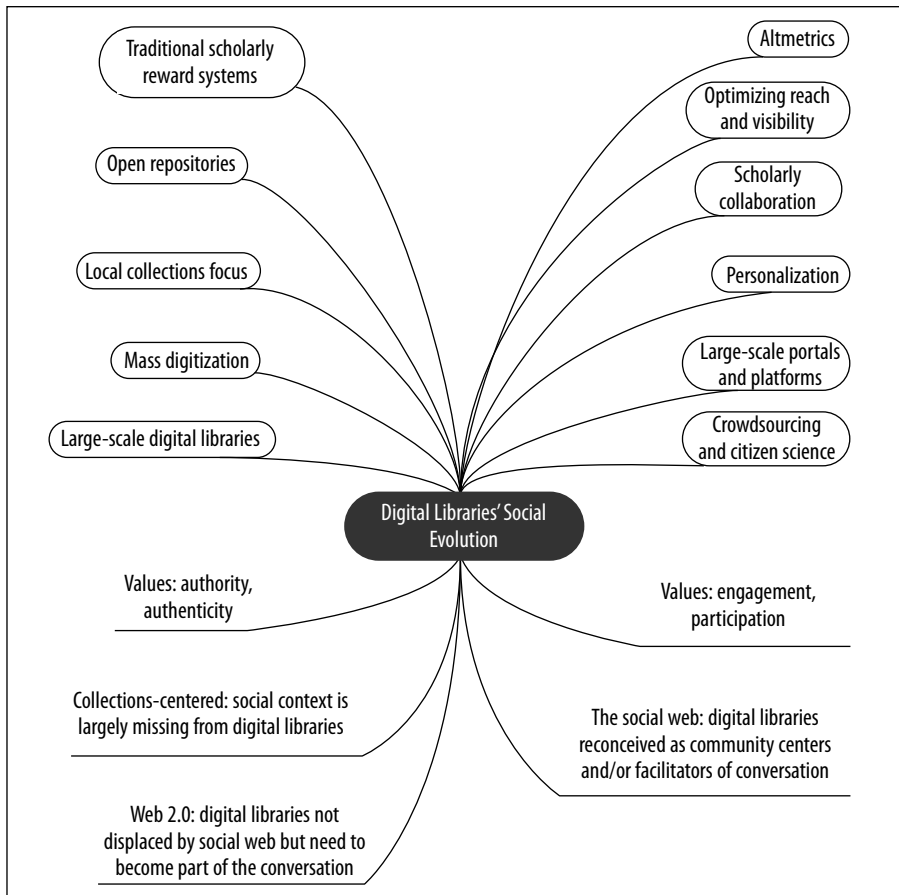 Traditional scholarly
reward systems
Open repositories
Local collections focus
Mass digitization
Large-scale digital libraries
Altmetrics
Optimizing reach
and visibility
Scholarly
collaboration
Personalization
Large-scale portals
and platforms
Crowdsourcing
and citizen science
Digital Libraries’ Social
Evolution
Values: authority,
authenticity
Collections-centered: social context is
largely missing from digital libraries
Web 2.0: digital libraries not
displaced by social web but need to
become part of the conversation
Values: engagement,
participation
The social web: digital libraries
reconceived as community centers
and/or facilitators of conversation